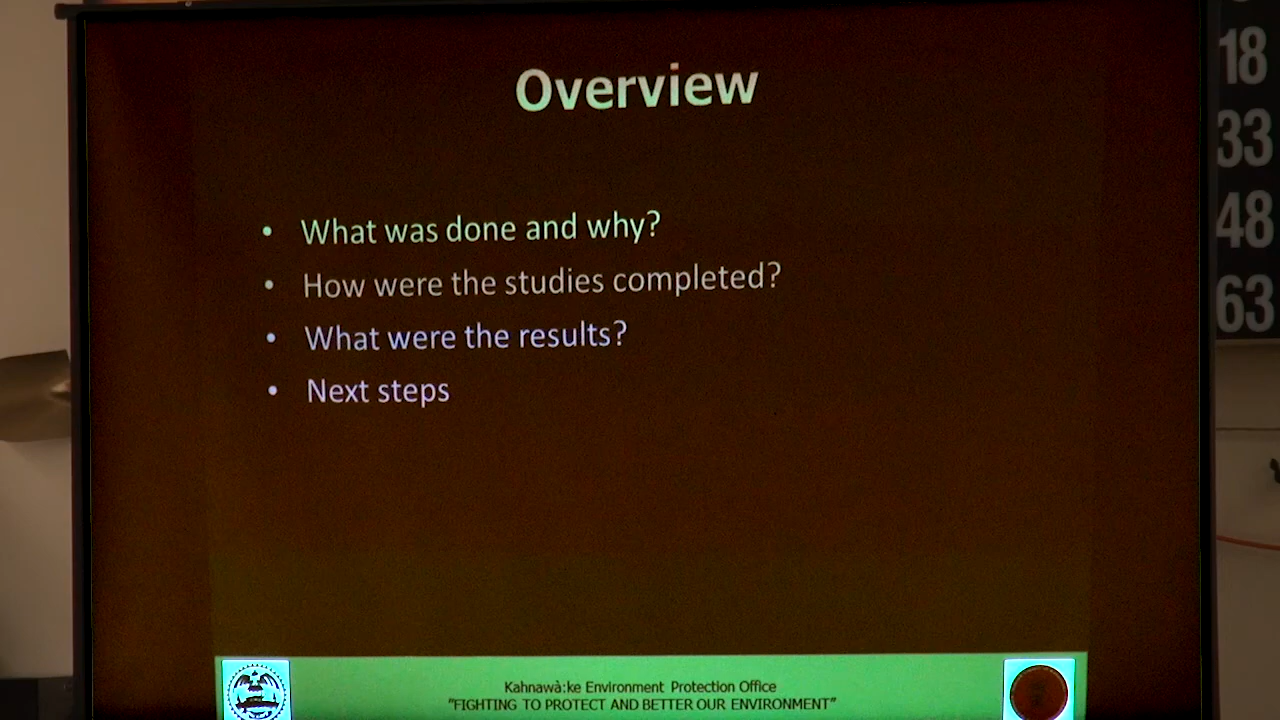 Overview
• What was done and why?
• How were the studies completed?
• What were the results?
• Next steps
Kahnawà:ke Environment Protection Office
"FIGHTING TO PROTECT AND BETTER OUR ENVIRONMENT"
18
33
48
63